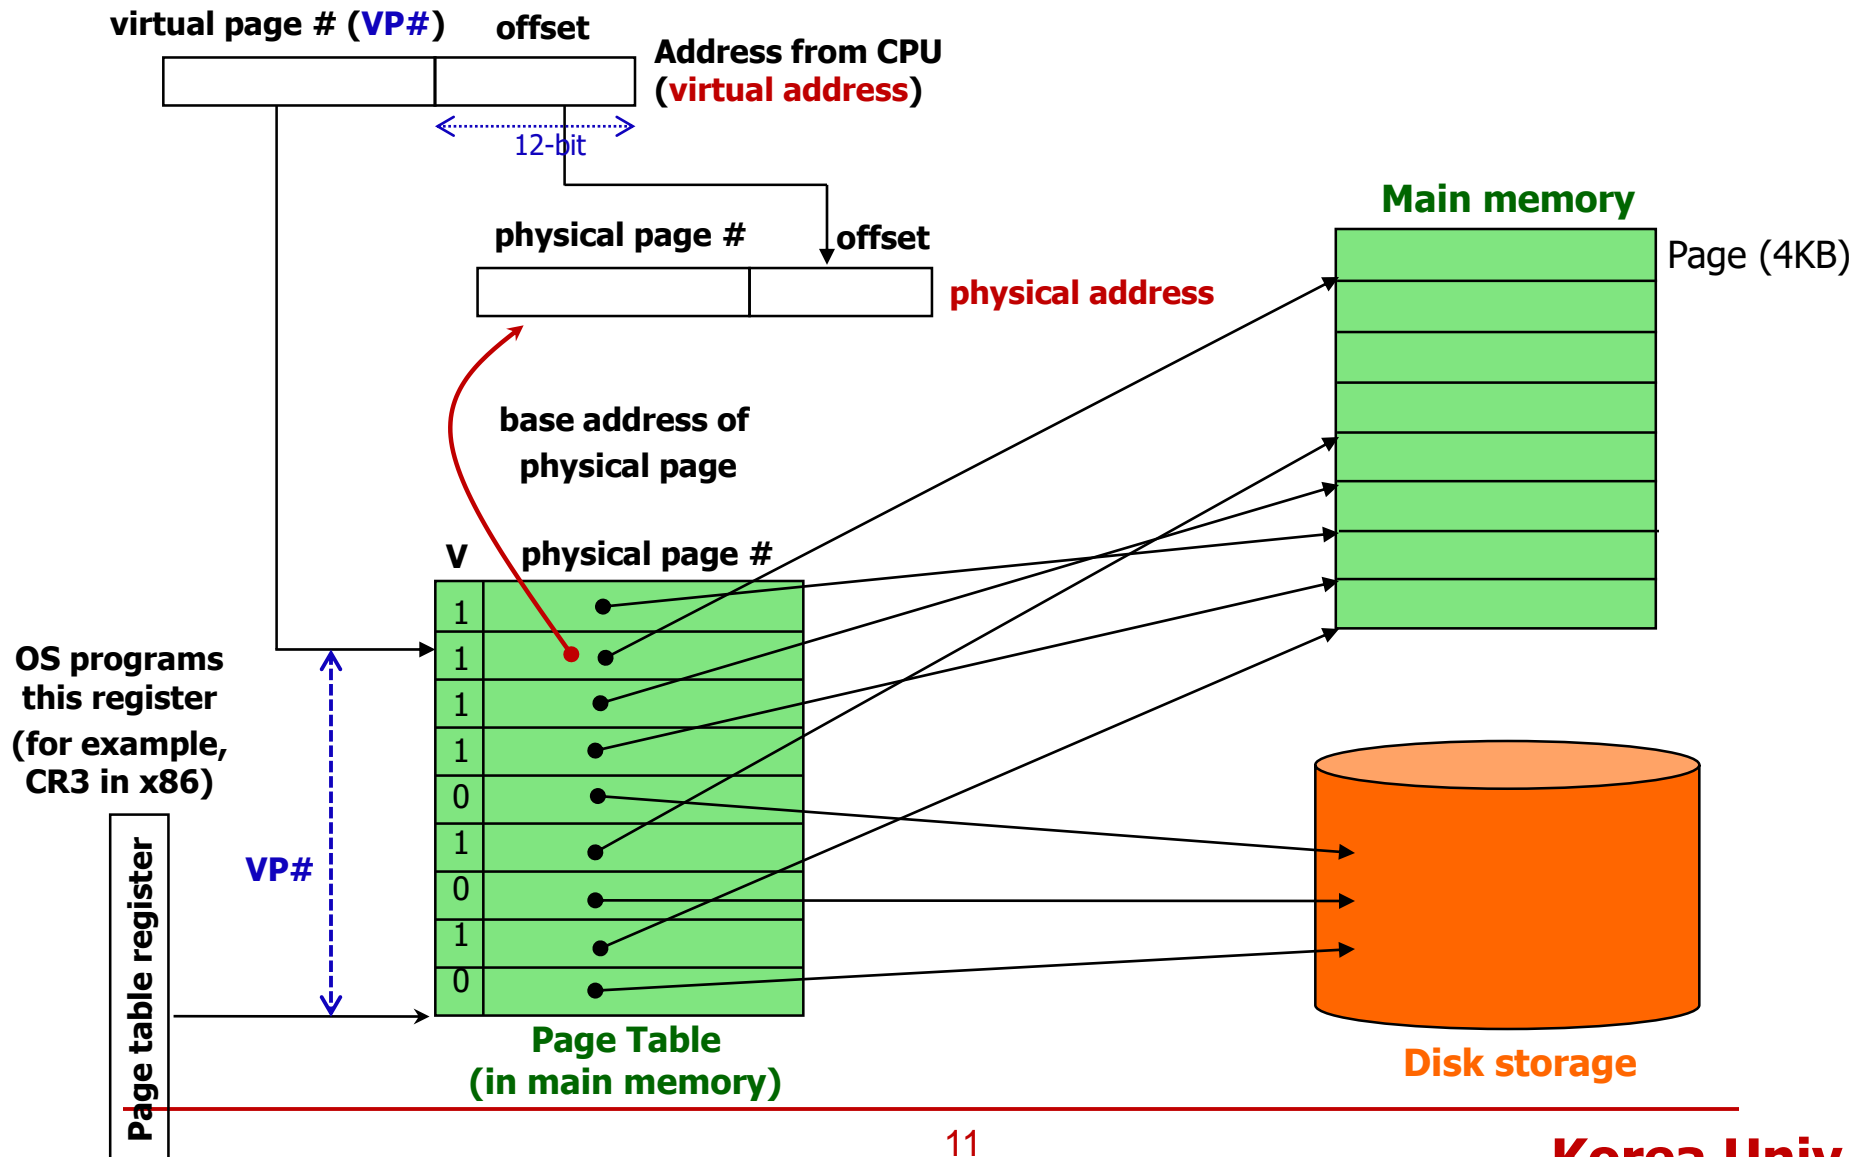 virtual page # (VP#) offset
Address from CPU
(virtual address)
12-bit
physical page # offset
physical address
Main memory
Page (4KB)
base address of
physical page
V physical page #
1
1
1
1
0
1
0
1
0
OS programs
this register
(for example,
CR3 in x86)
VP#
Page table register
Page Table
(in main memory)
Disk storage
11
Korea Univ